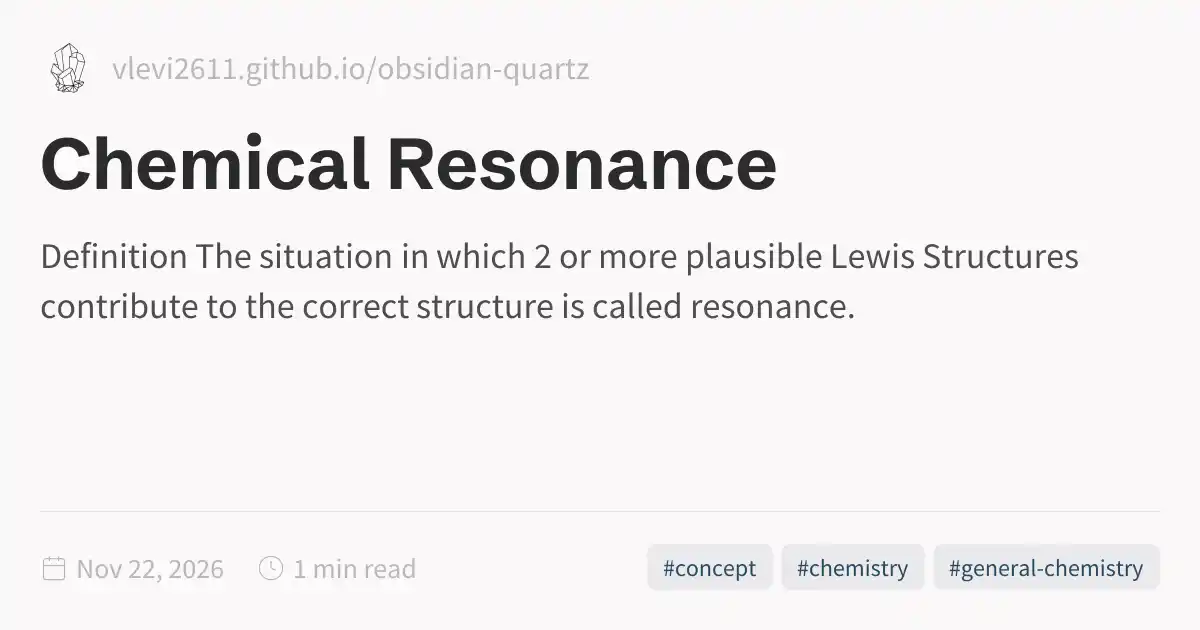 vlevi2611.github.io/obsidian-quartz
Chemical Resonance
Definition The situation in which 2 or more plausible Lewis Structures
contribute to the correct structure is called resonance.
Nov 22, 2026 1 min read #concept #chemistry #general-chemistry